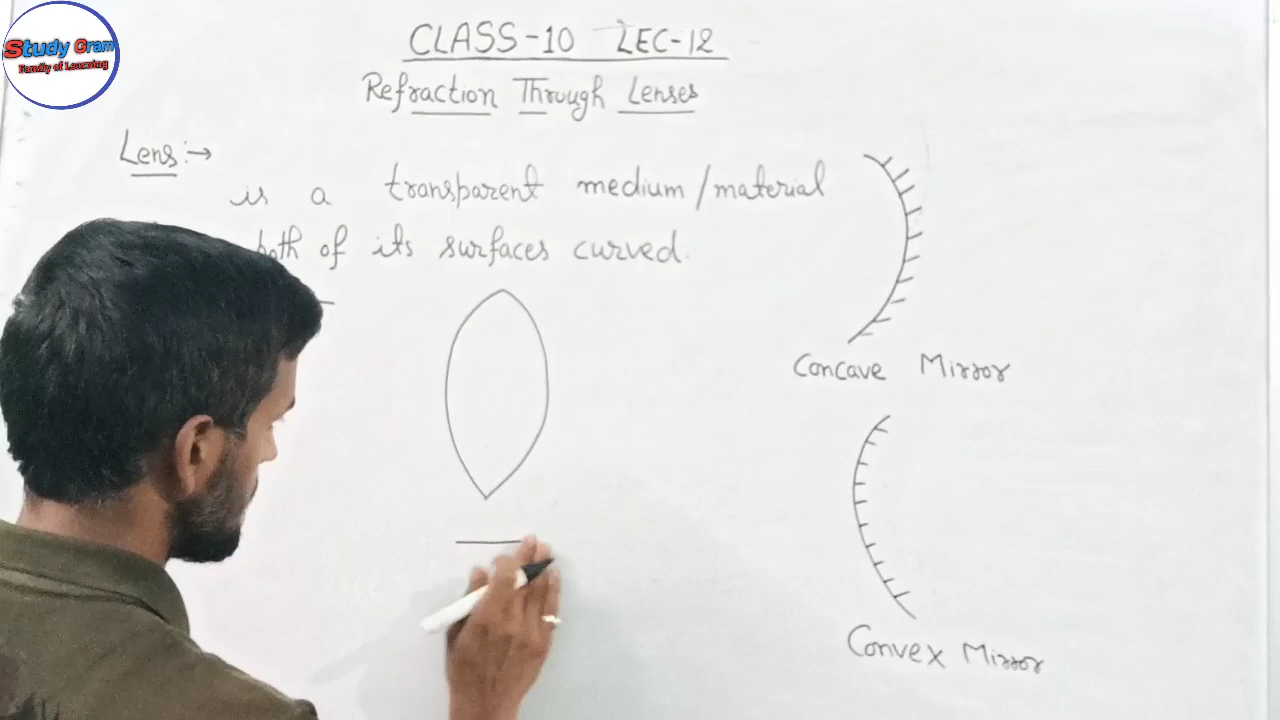 Study Gram
Family of Learning
CLASS-10 LEC-12
Refraction Through Lenses
Lens:→
is a transparent medium/material
both of its surfaces curved.
Concave Mirror
Convex Mirror